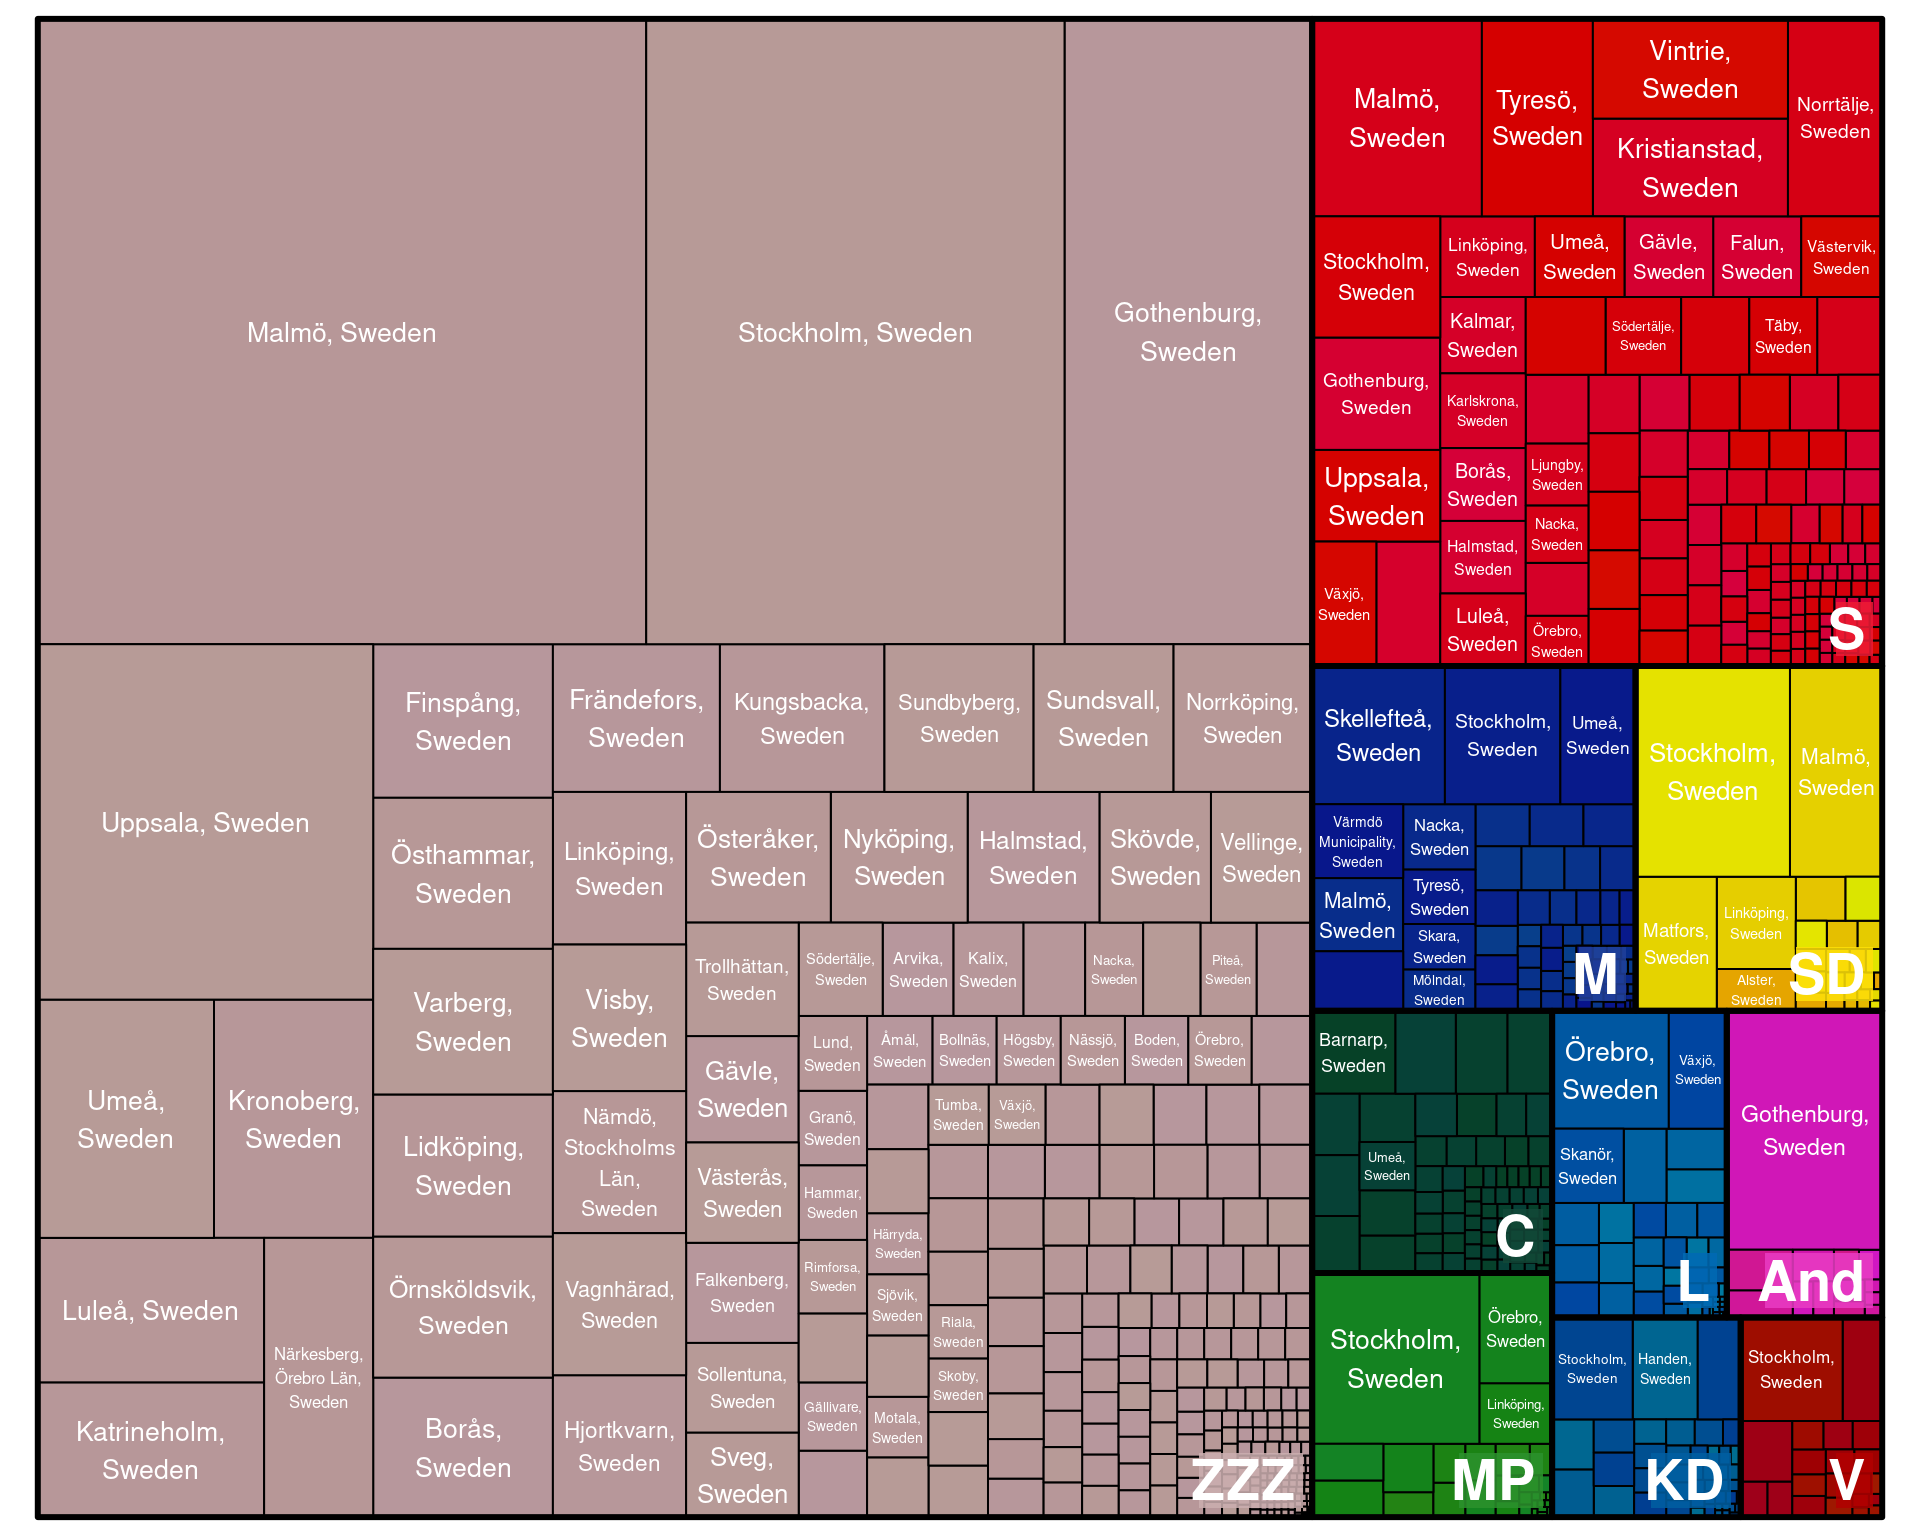 Malmö, Sweden
Stockholm, Sweden
Gothenburg,
Sweden
Uppsala, Sweden
Umeå,
Sweden
Kronoberg,
Sweden
Luleå, Sweden
Katrineholm,
Sweden
Närkesberg,
Örebro Län,
Sweden
Finspång,
Sweden
Östhammar,
Sweden
Varberg,
Sweden
Lidköping,
Sweden
Örnsköldsvik,
Sweden
Borås,
Sweden
Frändefors,
Sweden
Kungsbacka,
Sweden
Sundbyberg,
Sweden
Sundsvall,
Sweden
Norrköping,
Sweden
Linköping,
Sweden
Visby,
Sweden
Nämdö,
Stockholms
Län,
Sweden
Vagnhärad,
Sweden
Hjortkvarn,
Sweden
Österåker,
Sweden
Nyköping,
Sweden
Halmstad,
Sweden
Skövde,
Sweden
Vellinge,
Sweden
Trollhättan,
Sweden
Gävle,
Sweden
Västerås,
Sweden
Falkenberg,
Sweden
Sollentuna,
Sweden
Sveg,
Sweden
Södertälje,
Sweden
Arvika,
Sweden
Kalix,
Sweden
Nacka,
Sweden
Piteå,
Sweden
Lund,
Sweden
Granö,
Sweden
Hammar,
Sweden
Rimforsa,
Sweden
Gällivare,
Sweden
Åmål,
Sweden
Bollnäs,
Sweden
Högsby,
Sweden
Nässjö,
Sweden
Boden,
Sweden
Örebro,
Sweden
Härryda,
Sweden
Sjövik,
Sweden
Motala,
Sweden
Tumba,
Sweden
Växjö,
Sweden
Riala,
Sweden
Skoby,
Sweden
ZZZ
Malmö,
Sweden
Tyresö,
Sweden
Vintrie,
Sweden
Kristianstad,
Sweden
Norrtälje,
Sweden
Stockholm,
Sweden
Gothenburg,
Sweden
Uppsala,
Sweden
Växjö,
Sweden
Linköping,
Sweden
Umeå,
Sweden
Gävle,
Sweden
Falun,
Sweden
Västervik,
Sweden
Kalmar,
Sweden
Karlskrona,
Sweden
Borås,
Sweden
Halmstad,
Sweden
Luleå,
Sweden
Södertälje,
Sweden
Täby,
Sweden
Ljungby,
Sweden
Nacka,
Sweden
Örebro,
Sweden
S
Skellefteå,
Sweden
Stockholm,
Sweden
Umeå,
Sweden
Värmdö
Municipality,
Sweden
Malmö,
Sweden
Nacka,
Sweden
Tyresö,
Sweden
Skara,
Sweden
Mölndal,
Sweden
M
Stockholm,
Sweden
Malmö,
Sweden
Matfors,
Sweden
Linköping,
Sweden
Alster,
Sweden
SD
Barnarp,
Sweden
Umeå,
Sweden
C
Örebro,
Sweden
Växjö,
Sweden
Skanör,
Sweden
L
Gothenburg,
Sweden
And
Stockholm,
Sweden
Örebro,
Sweden
Linköping,
Sweden
MP
Stockholm,
Sweden
Handen,
Sweden
KD
Stockholm,
Sweden
V